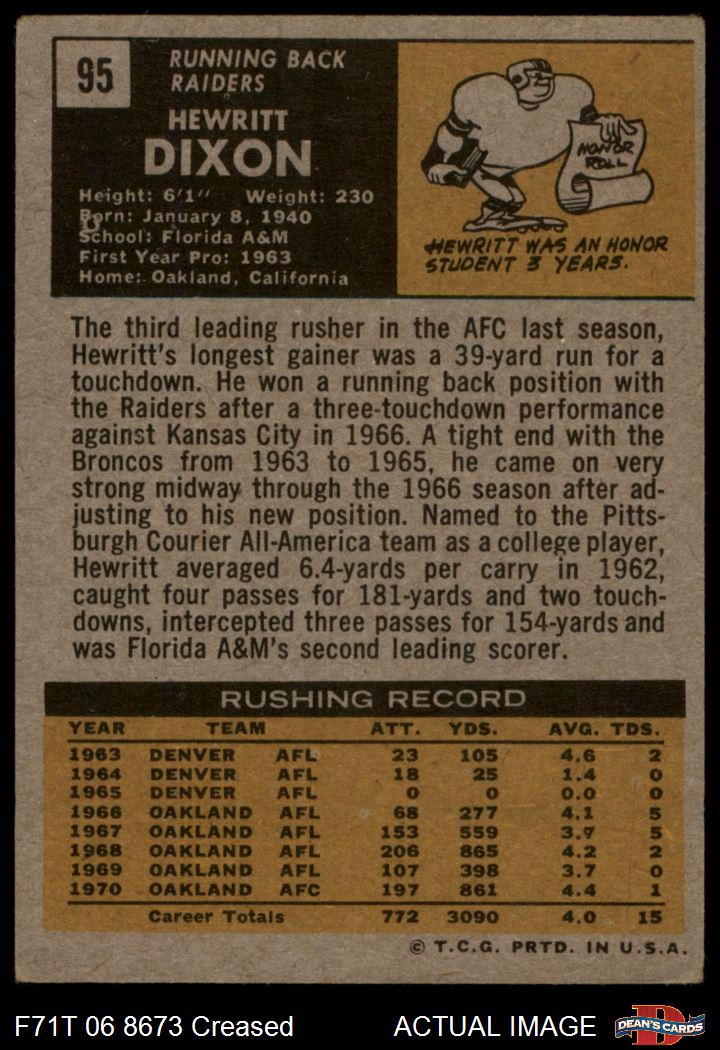 95
RUNNING BACK
RAIDERS
HEWRITT
DIXON
Height: 6'1" Weight: 230
Born: January 8, 1940
School: Florida A&M
First Year Pro: 1963
Home: Oakland, California
HONOR
ROLL
HEWRITT WAS AN HONOR
STUDENT 3 YEARS.
The third leading rusher in the AFC last season,
Hewritt's longest gainer was a 39-yard run for a
touchdown. He won a running back position with
the Raiders after a three-touchdown performance
against Kansas City in 1966. A tight end with the
Broncos from 1963 to 1965, he came on very
strong midway through the 1966 season after ad-
justing to his new position. Named to the Pitts-
burgh Courier All-America team as a college player,
Hewritt averaged 6.4-yards per carry in 1962,
caught four passes for 181-yards and two touch-
downs, intercepted three passes for 154-yards and
was Florida A&M's second leading scorer.
RUSHING RECORD
YEAR TEAM ATT. YDS. AVG. TDS.
1963 DENVER AFL 23 105 4.6 2
1964 DENVER AFL 18 25 1.4 0
1965 DENVER AFL 0 0 0.0 0
1966 OAKLAND AFL 68 277 4.1 5
1967 OAKLAND AFL 153 559 3.7 5
1968 OAKLAND AFL 206 865 4.2 2
1969 OAKLAND AFL 107 398 3.7 0
1970 OAKLAND AFC 197 861 4.4 1
Career Totals 772 3090 4.0 15
© T.C.G. PRTD. IN U.S.A.
F71T 06 8673 Creased ACTUAL IMAGE
D
DEAN'S CARDS